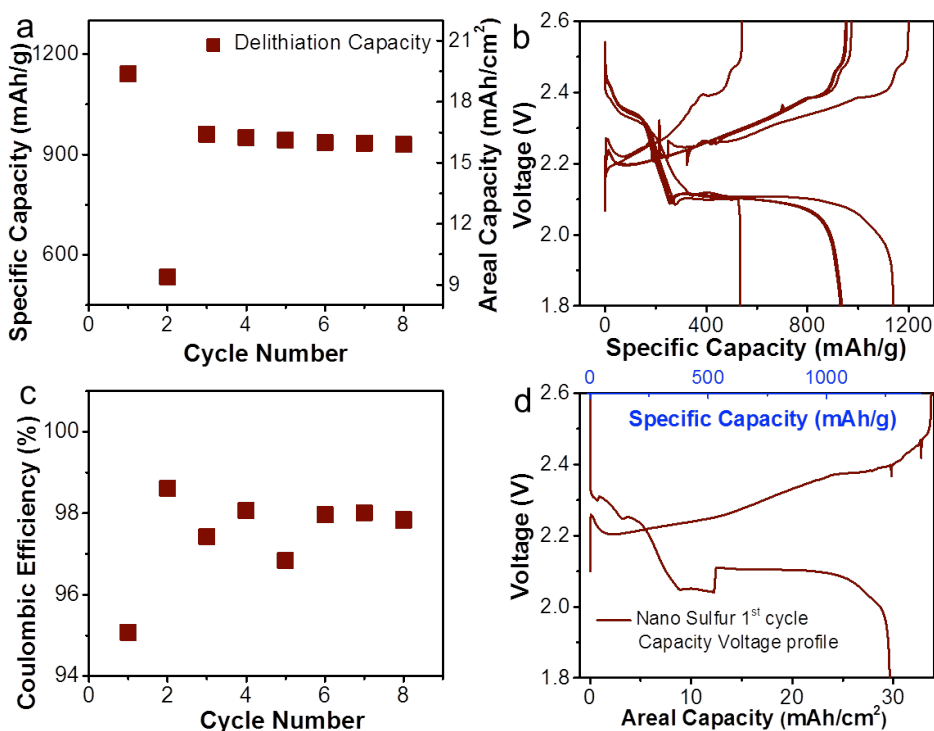 a
Delithiation Capacity
Specific Capacity (mAh/g)
1200
900
600
21
18
15
12
9
Areal Capacity (mAh/cm²)
0 2 4 6 8
Cycle Number
b
Voltage (V)
2.6
2.4
2.2
2.0
1.8
0 400 800 1200
Specific Capacity (mAh/g)
c
Coulombic Efficiency (%)
100
98
96
94
0 2 4 6 8
Cycle Number
d
0 500 1000
Specific Capacity (mAh/g)
Voltage (V)
2.6
2.4
2.2
2.0
1.8
Nano Sulfur 1st cycle
Capacity Voltage profile
0 10 20 30
Areal Capacity (mAh/cm²)